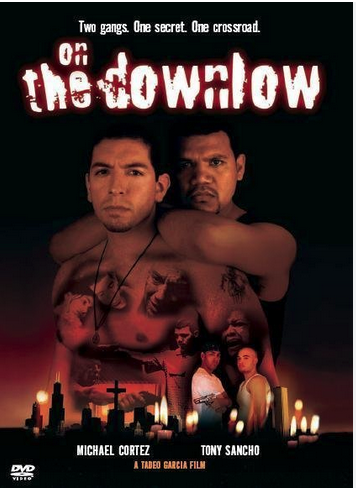 Two gangs. One secret. One crossroad.
on
the downlow
MICHAEL CORTEZ TONY SANCHO
A TADEO GARCIA FILM
DVD
VIDEO